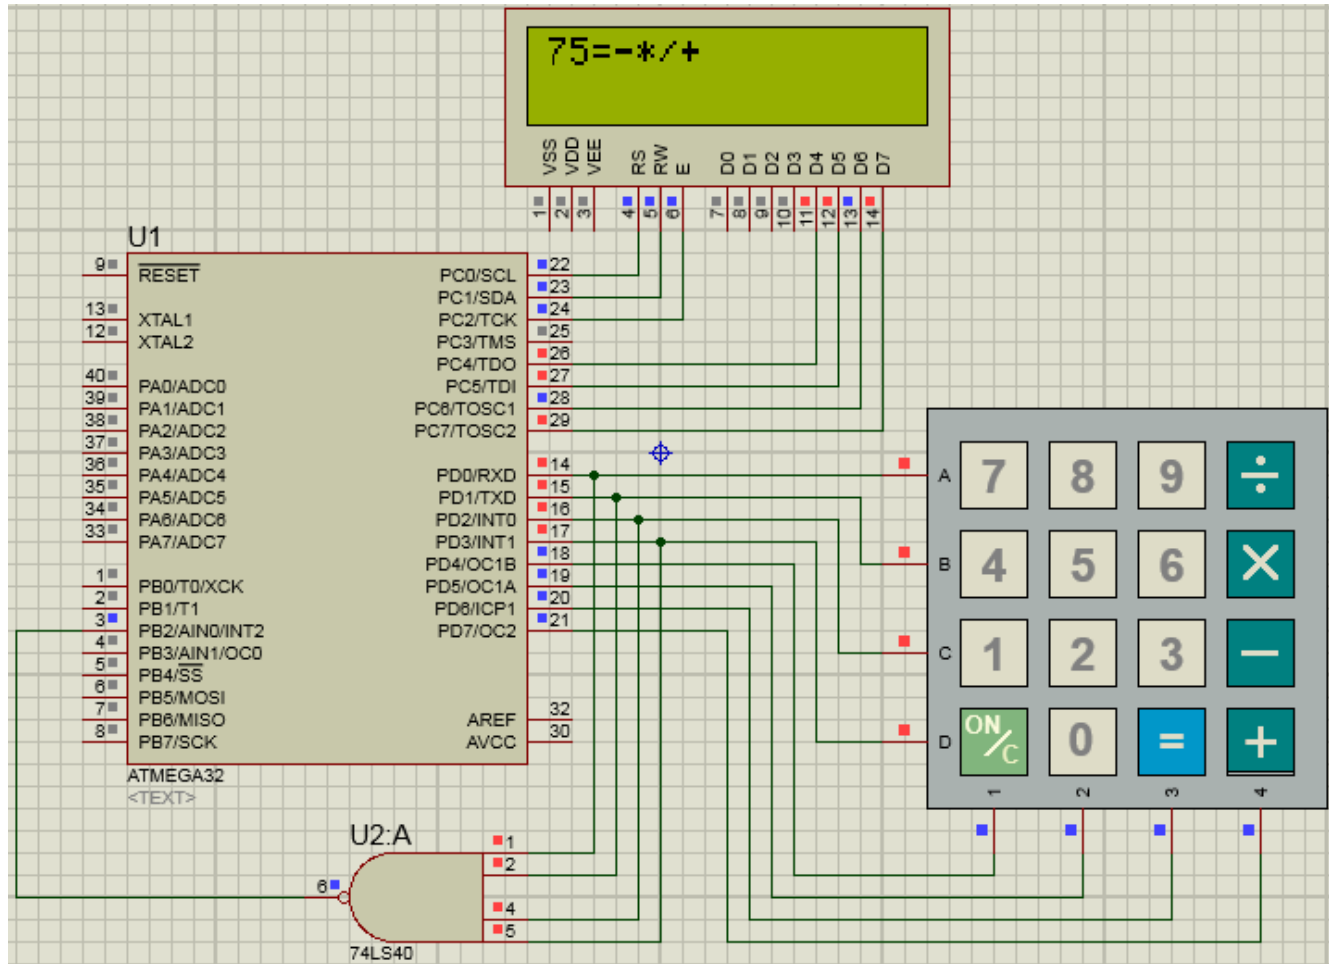 75=-*/+
VSS
VDD
VEE
RS
RW
E
D0
D1
D2
D3
D4
D5
D6
D7
1
2
3
4
5
6
7
8
9
10
11
12
13
14
U1
9
RESET
13
XTAL1
12
XTAL2
40
PA0/ADC0
39
PA1/ADC1
38
PA2/ADC2
37
PA3/ADC3
36
PA4/ADC4
35
PA5/ADC5
34
PA6/ADC6
33
PA7/ADC7
1
PB0/T0/XCK
2
PB1/T1
3
PB2/AIN0/INT2
4
PB3/AIN1/OC0
5
PB4/SS
6
PB5/MOSI
7
PB6/MISO
8
PB7/SCK
PC0/SCL
22
PC1/SDA
23
PC2/TCK
24
PC3/TMS
25
PC4/TDO
26
PC5/TDI
27
PC6/TOSC1
28
PC7/TOSC2
29
PD0/RXD
14
PD1/TXD
15
PD2/INT0
16
PD3/INT1
17
PD4/OC1B
18
PD5/OC1A
19
PD6/ICP1
20
PD7/OC2
21
AREF
32
AVCC
30
ATMEGA32
<TEXT>
A
7
8
9
÷
B
4
5
6
×
C
1
2
3
−
D
ON/C
0
=
+
1
2
3
4
U2:A
1
2
4
5
6
74LS40